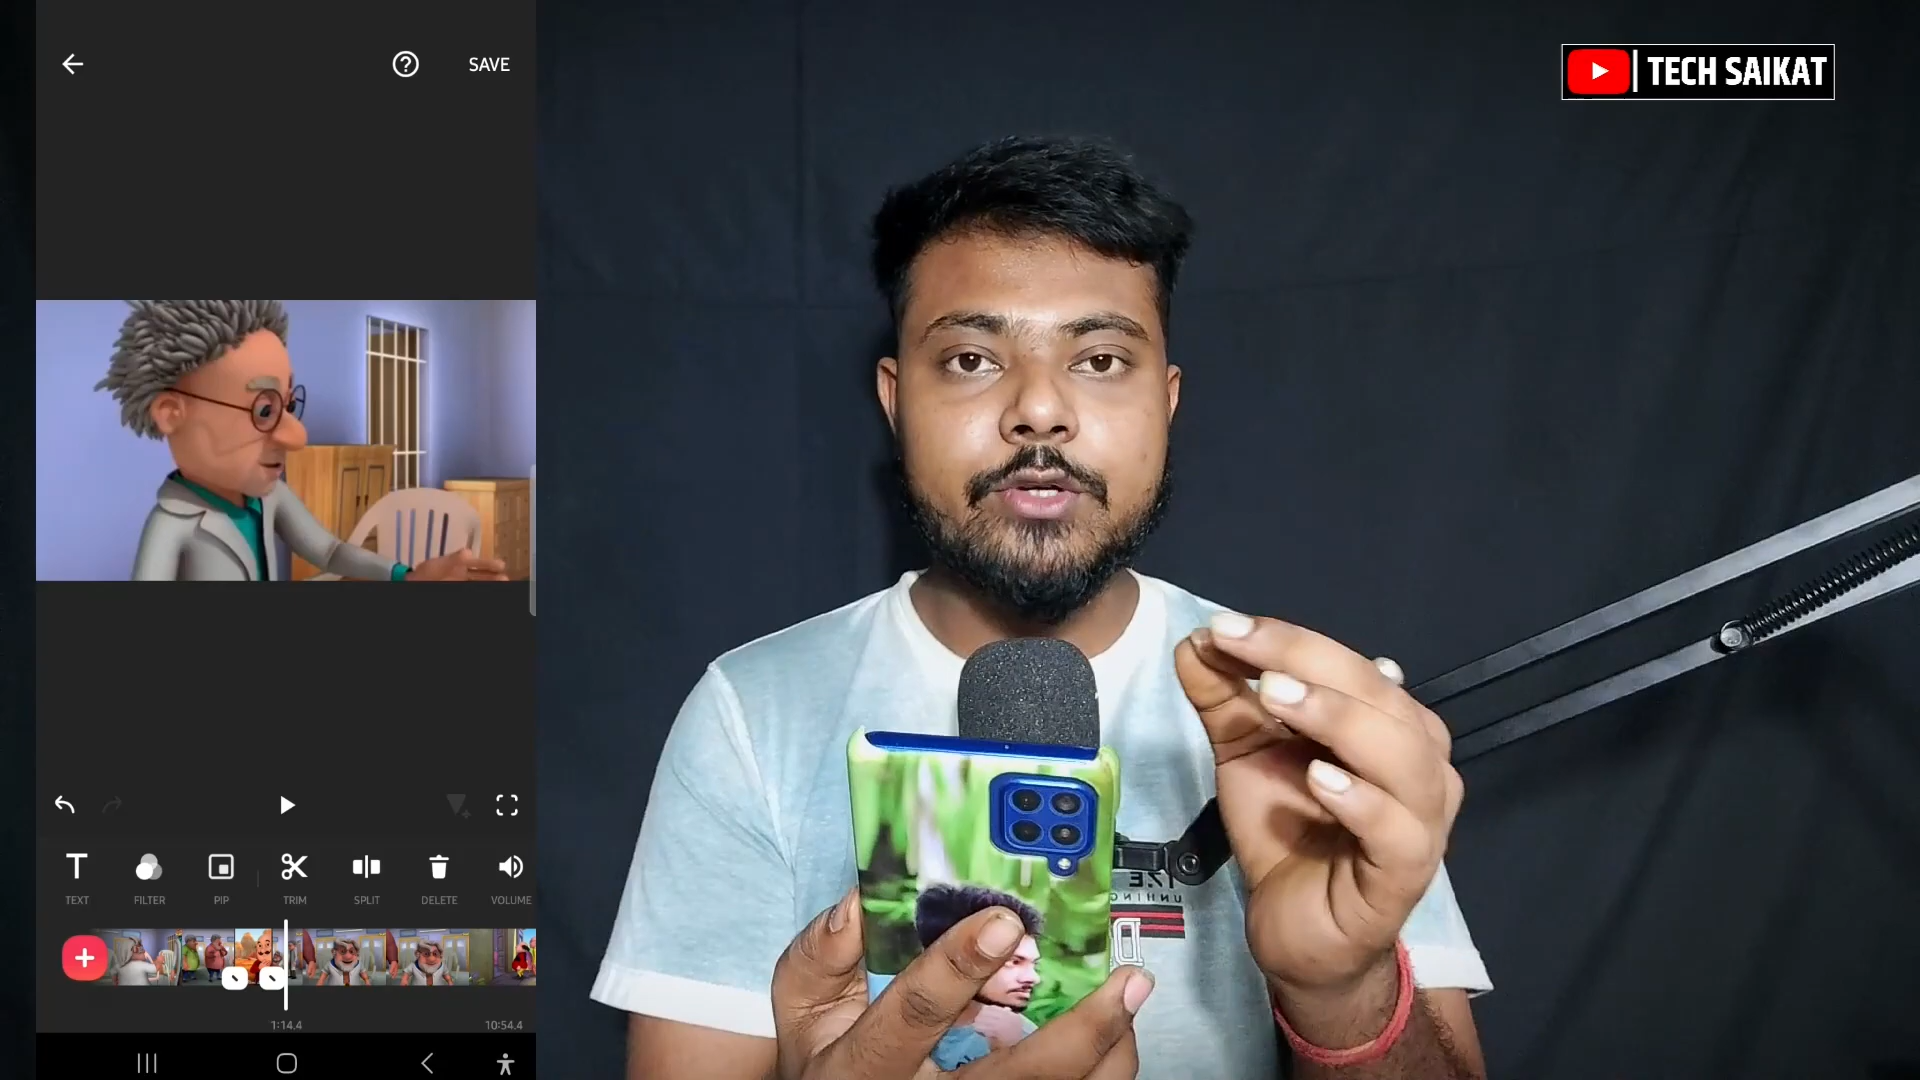 SAVE
TECH SAIKAT
TEXT
FILTER
PIP
TRIM
SPLIT
DELETE
VOLUME
1:14.4
10:54.4